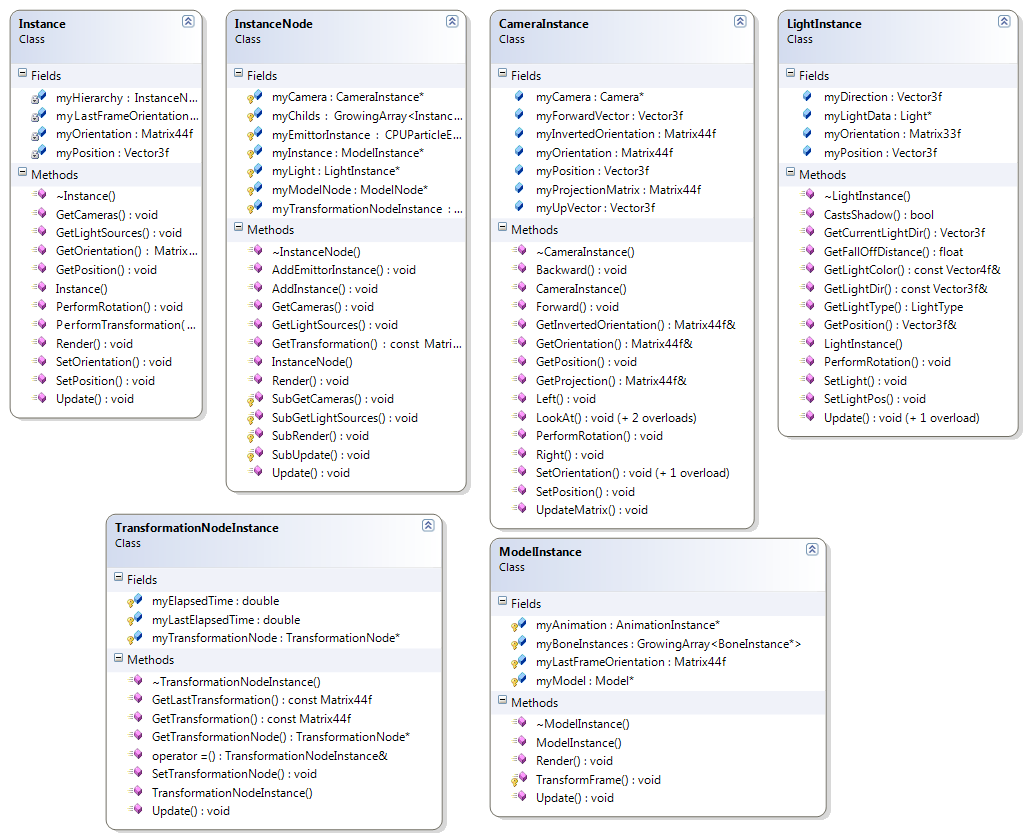 Instance
Class
Fields
myHierarchy : InstanceN...
myLastFrameOrientation...
myOrientation : Matrix44f
myPosition : Vector3f
Methods
~Instance()
GetCameras() : void
GetLightSources() : void
GetOrientation() : Matrix...
GetPosition() : void
Instance()
PerformRotation() : void
PerformTransformation( ...
Render() : void
SetOrientation() : void
SetPosition() : void
Update() : void
InstanceNode
Class
Fields
myCamera : CameraInstance*
myChilds : GrowingArray<Instanc...
myEmittorInstance : CPUParticleE...
myInstance : ModelInstance*
myLight : LightInstance*
myModelNode : ModelNode*
myTransformationNodeInstance : ...
Methods
~InstanceNode()
AddEmittorInstance() : void
AddInstance() : void
GetCameras() : void
GetLightSources() : void
GetTransformation() : const Matri...
InstanceNode()
Render() : void
SubGetCameras() : void
SubGetLightSources() : void
SubRender() : void
SubUpdate() : void
Update() : void
CameraInstance
Class
Fields
myCamera : Camera*
myForwardVector : Vector3f
myInvertedOrientation : Matrix44f
myOrientation : Matrix44f
myPosition : Vector3f
myProjectionMatrix : Matrix44f
myUpVector : Vector3f
Methods
~CameraInstance()
Backward() : void
CameraInstance()
Forward() : void
GetInvertedOrientation() : Matrix44f&
GetOrientation() : Matrix44f&
GetPosition() : void
GetProjection() : Matrix44f&
Left() : void
LookAt() : void (+ 2 overloads)
PerformRotation() : void
Right() : void
SetOrientation() : void (+ 1 overload)
SetPosition() : void
UpdateMatrix() : void
LightInstance
Class
Fields
myDirection : Vector3f
myLightData : Light*
myOrientation : Matrix33f
myPosition : Vector3f
Methods
~LightInstance()
CastsShadow() : bool
GetCurrentLightDir() : Vector3f
GetFallOffDistance() : float
GetLightColor() : const Vector4f&
GetLightDir() : const Vector3f&
GetLightType() : LightType
GetPosition() : Vector3f&
LightInstance()
PerformRotation() : void
SetLight() : void
SetLightPos() : void
Update() : void (+ 1 overload)
TransformationNodeInstance
Class
Fields
myElapsedTime : double
myLastElapsedTime : double
myTransformationNode : TransformationNode*
Methods
~TransformationNodeInstance()
GetLastTransformation() : const Matrix44f
GetTransformation() : const Matrix44f
GetTransformationNode() : TransformationNode*
operator =() : TransformationNodeInstance&
SetTransformationNode() : void
TransformationNodeInstance()
Update() : void
ModelInstance
Class
Fields
myAnimation : AnimationInstance*
myBoneInstances : GrowingArray<BoneInstance*>
myLastFrameOrientation : Matrix44f
myModel : Model*
Methods
~ModelInstance()
ModelInstance()
Render() : void
TransformFrame() : void
Update() : void